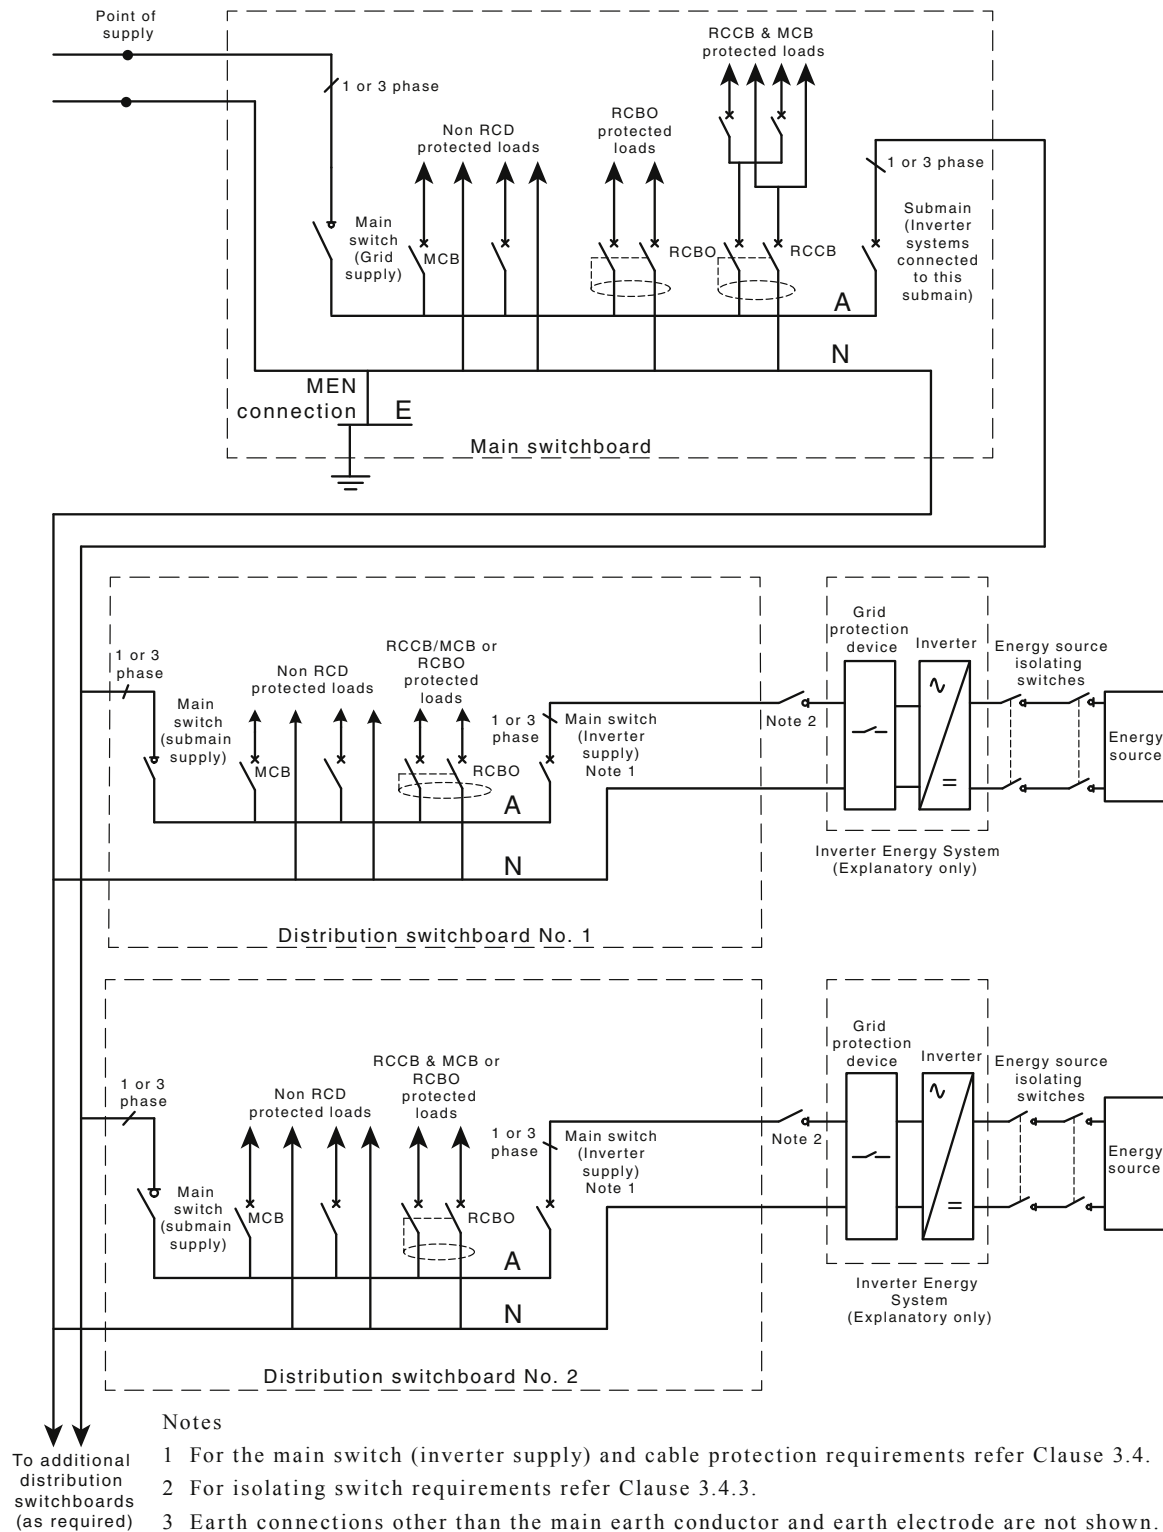 Point of
supply
1 or 3 phase
RCCB & MCB
protected loads
Non RCD
protected loads
RCBO
protected
loads
1 or 3 phase
Main
switch
(Grid
supply)
MCB
RCBO
RCCB
Submain
(Inverter
systems
connected
to this
submain)
A
N
MEN
connection
E
Main switchboard
1 or 3
phase
Main
switch
(submain
supply)
Non RCD
protected loads
MCB
RCCB/MCB or
RCBO
protected
loads
RCBO
1 or 3
phase
Main switch
(Inverter
supply)
Note 1
A
N
Distribution switchboard No. 1
Note 2
Grid
protection
device
Inverter
Energy source
isolating
switches
Energy
source
Inverter Energy System
(Explanatory only)
1 or 3
phase
Main
switch
(submain
supply)
Non RCD
protected loads
MCB
RCCB & MCB or
RCBO
protected
loads
RCBO
1 or 3
phase
Main switch
(Inverter
supply)
Note 1
A
N
Distribution switchboard No. 2
Note 2
Grid
protection
device
Inverter
Energy source
isolating
switches
Energy
source
Inverter Energy
System
(Explanatory only)
To additional
distribution
switchboards
(as required)
Notes
1 For the main switch (inverter supply) and cable protection requirements refer Clause 3.4.
2 For isolating switch requirements refer Clause 3.4.3.
3 Earth connections other than the main earth conductor and earth electrode are not shown.